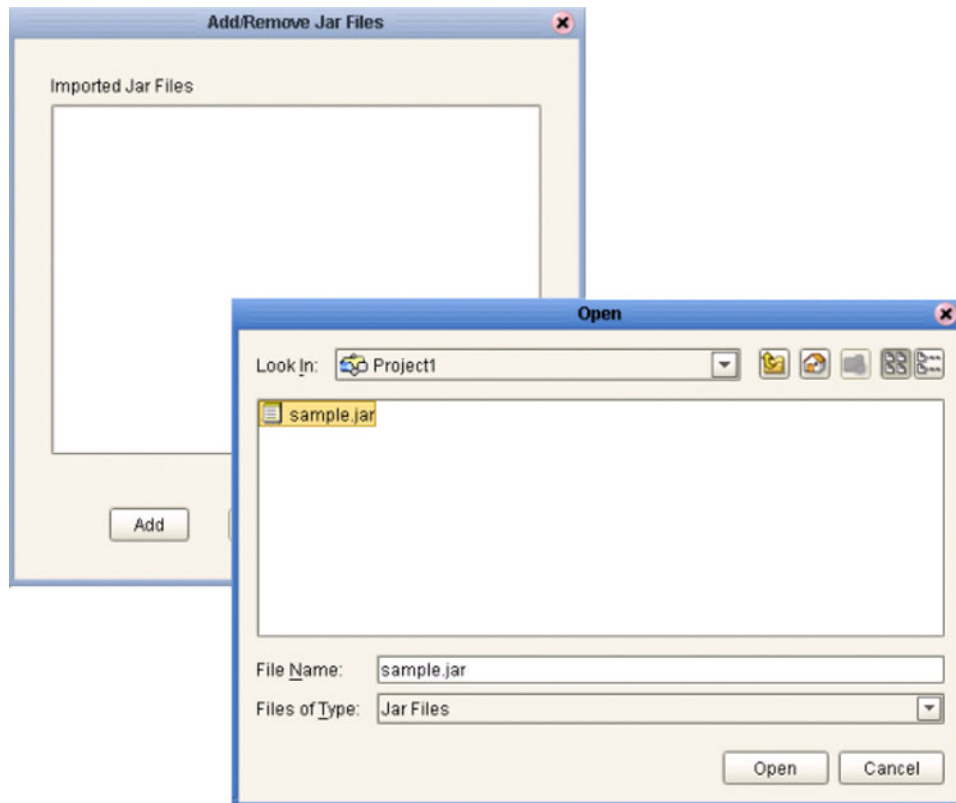 Add/Remove Jar Files
Imported Jar Files
Add
Open
Look In: Project1
sample.jar
File Name: sample.jar
Files of Type: Jar Files
Open Cancel